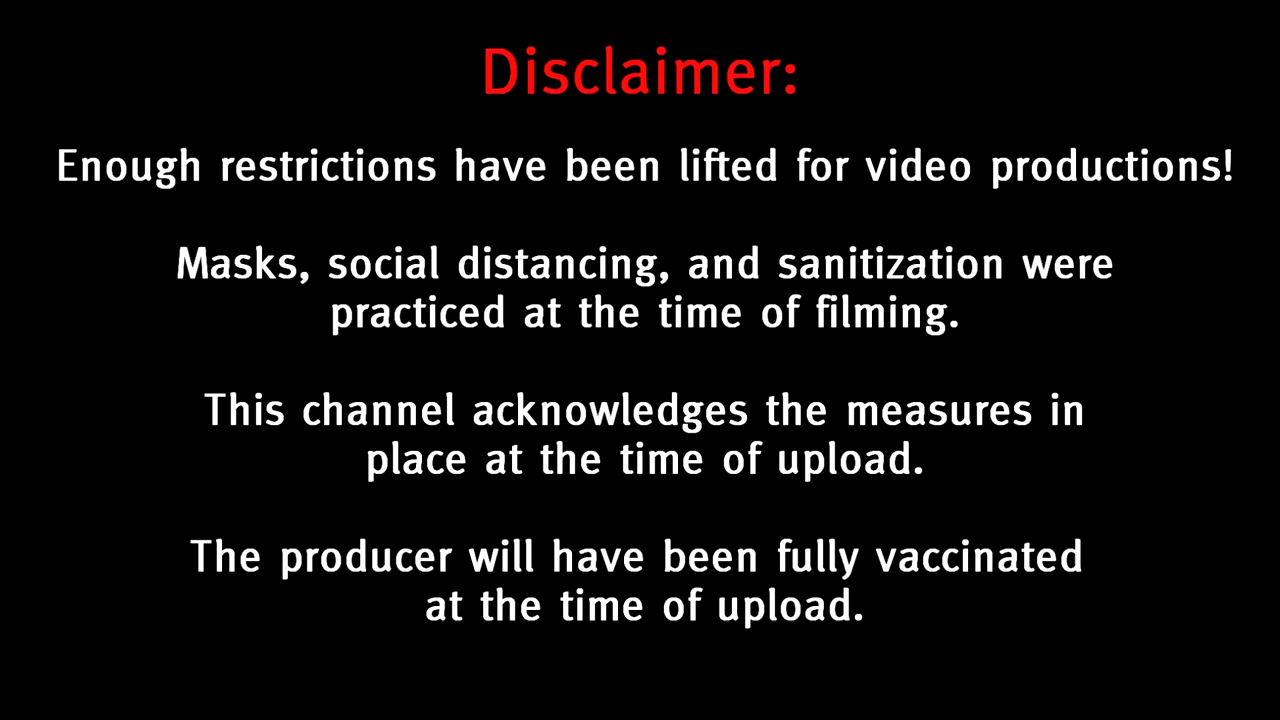 Disclaimer:
Enough restrictions have been lifted for video productions!
Masks, social distancing, and sanitization were
practiced at the time of filming.
This channel acknowledges the measures in
place at the time of upload.
The producer will have been fully vaccinated
at the time of upload.